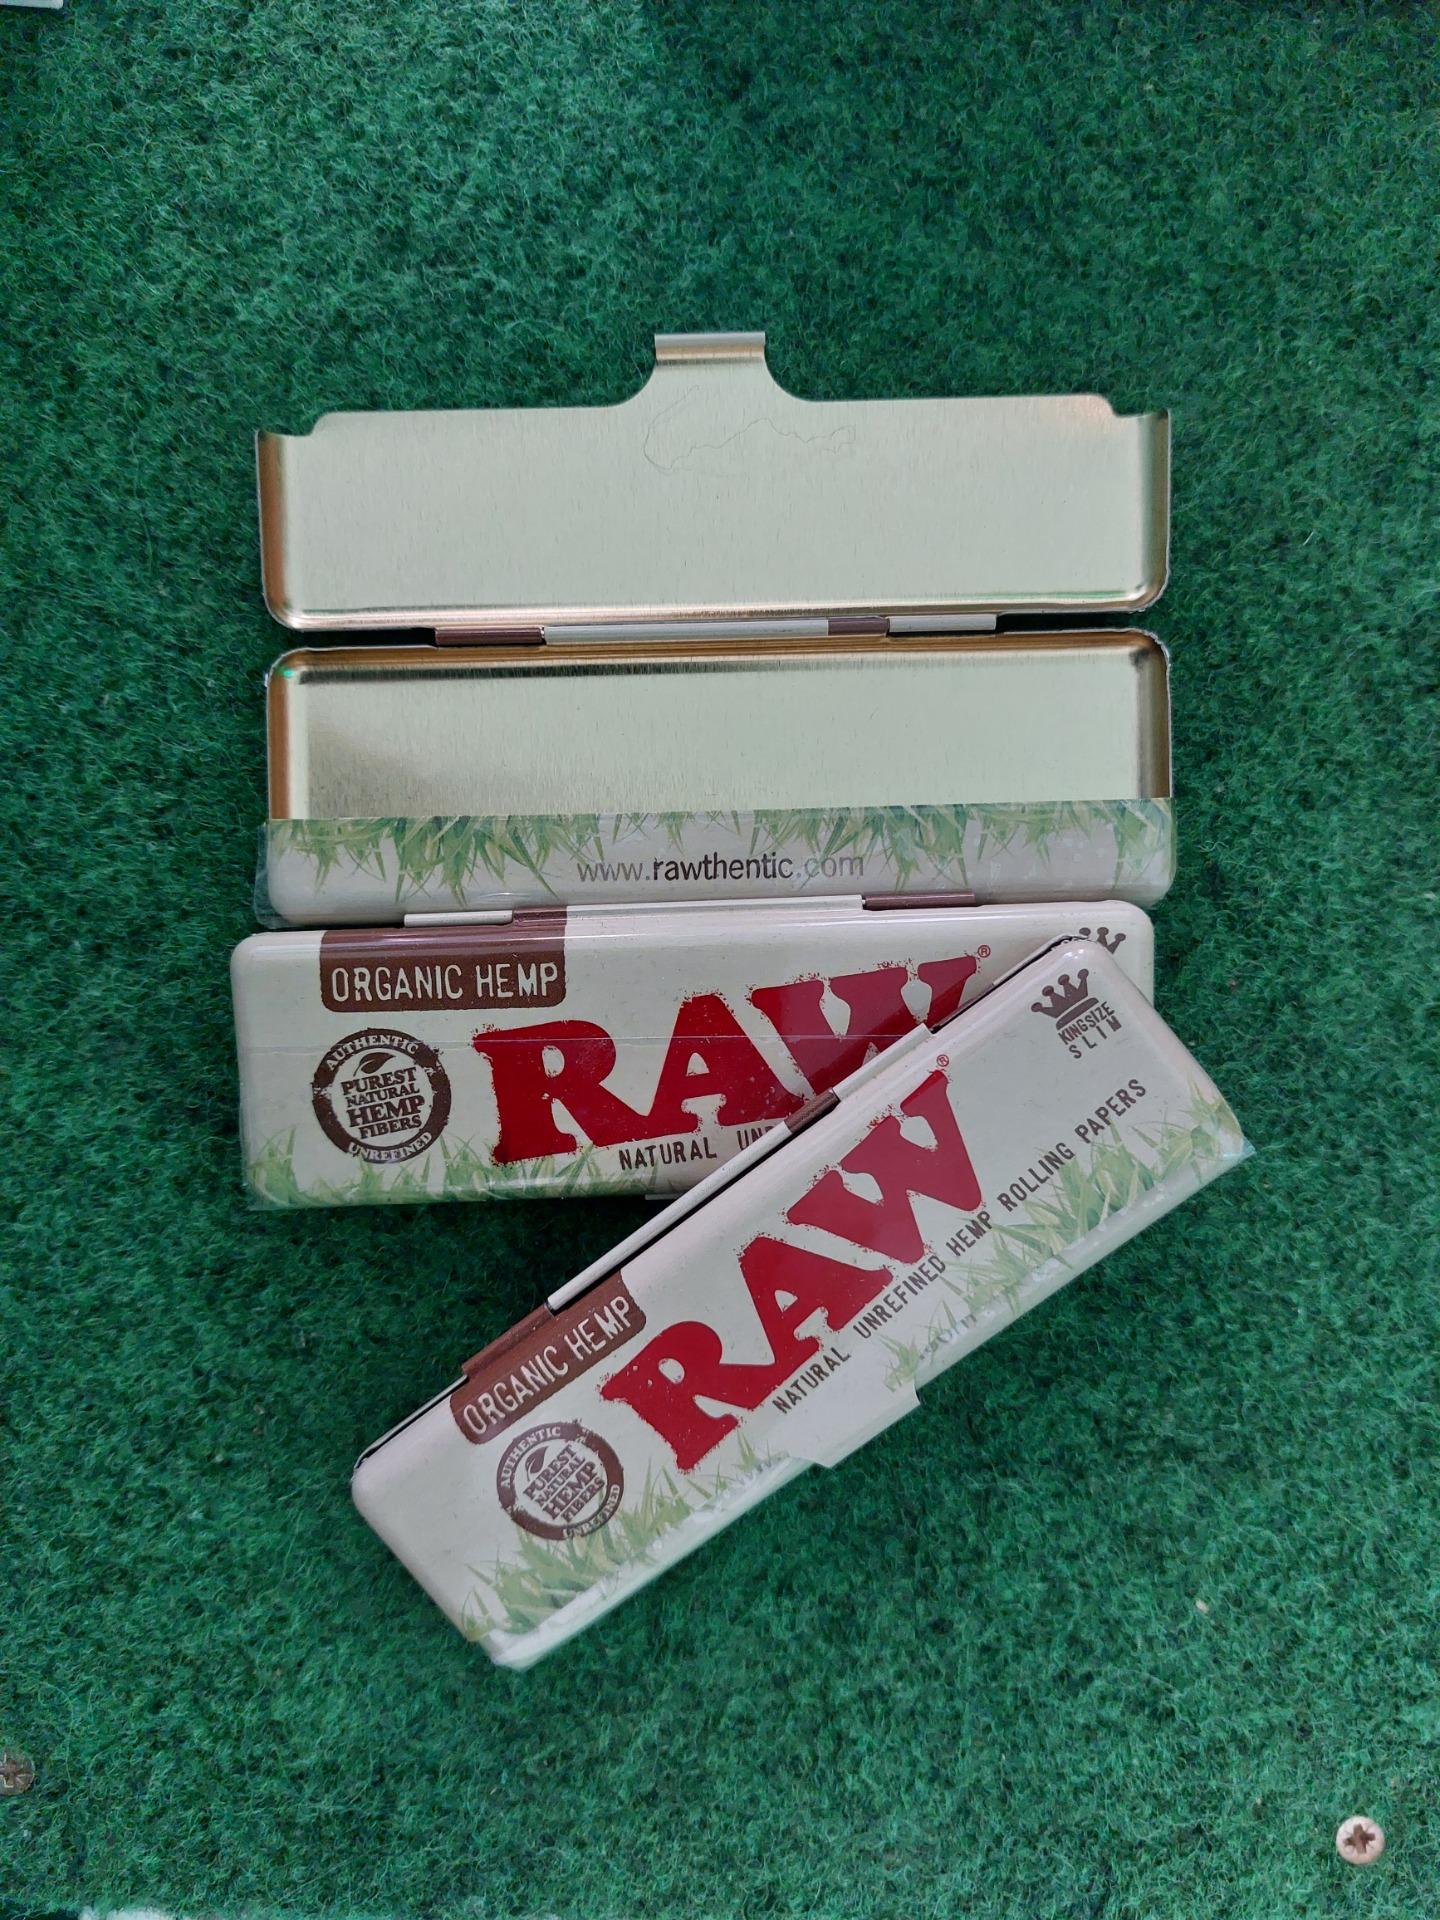 www.rawthentic.com
ORGANIC HEMP
AUTHENTIC
PUREST
NATURAL
HEMP
FIBERS
UNREFINED
RAW®
NATURAL
KINGSIZE
SLIM
ORGANIC HEMP
AUTHENTIC
PUREST
NATURAL
HEMP
FIBERS
UNREFINED
RAW®
NATURAL UNREFINED HEMP ROLLING PAPERS